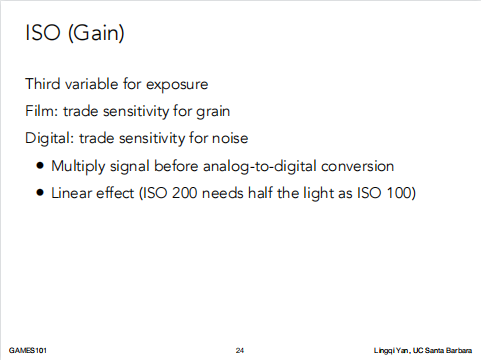 ISO (Gain)
Third variable for exposure
Film: trade sensitivity for grain
Digital: trade sensitivity for noise
• Multiply signal before analog-to-digital conversion
• Linear effect (ISO 200 needs half the light as ISO 100)
GAMES101 24 Lingqi Yan, UC Santa Barbara